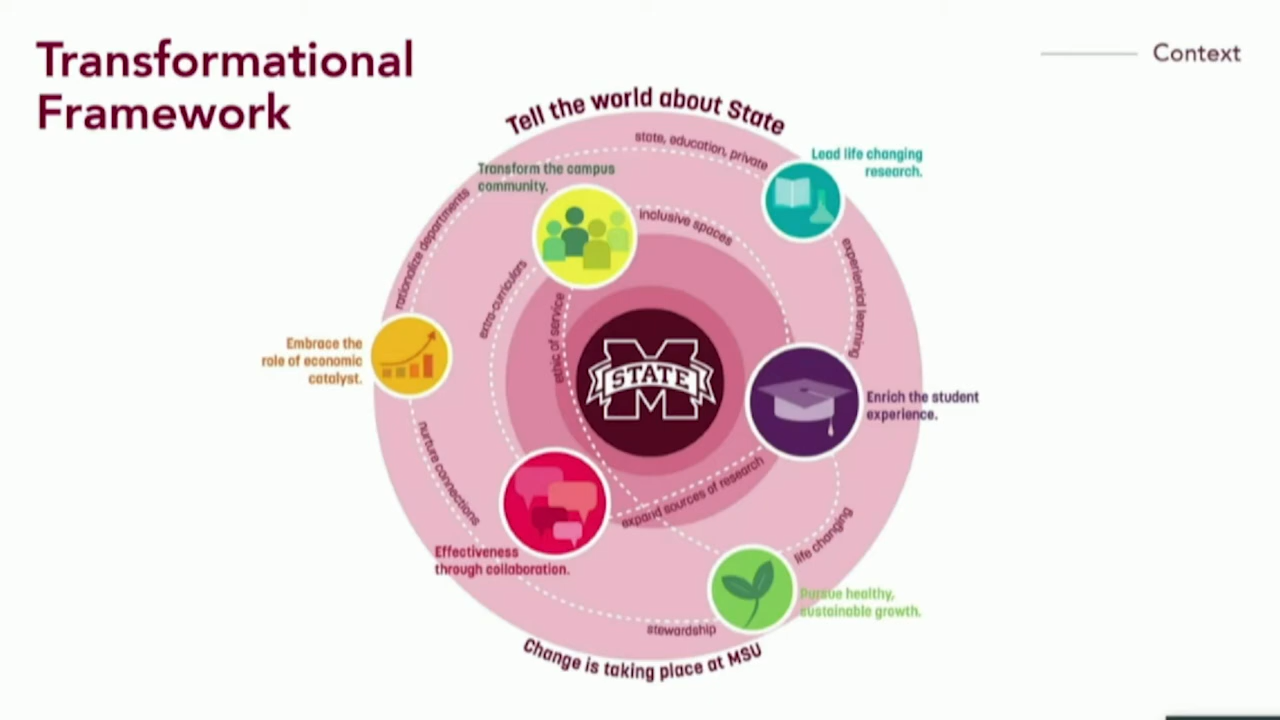 Transformational
Framework
Context
Tell the world about State
state, education, private
Lead life changing
research.
Transform the campus
community.
rationalize departments
inclusive spaces
extra-curriculars
ethic of service
experiential learning
Embrace the
role of economic
catalyst.
STATE
Enrich the student
experience.
nurture connections
expand sources of research
life changing
Effectiveness
through collaboration.
Pursue healthy,
sustainable growth.
stewardship
Change is taking place at MSU